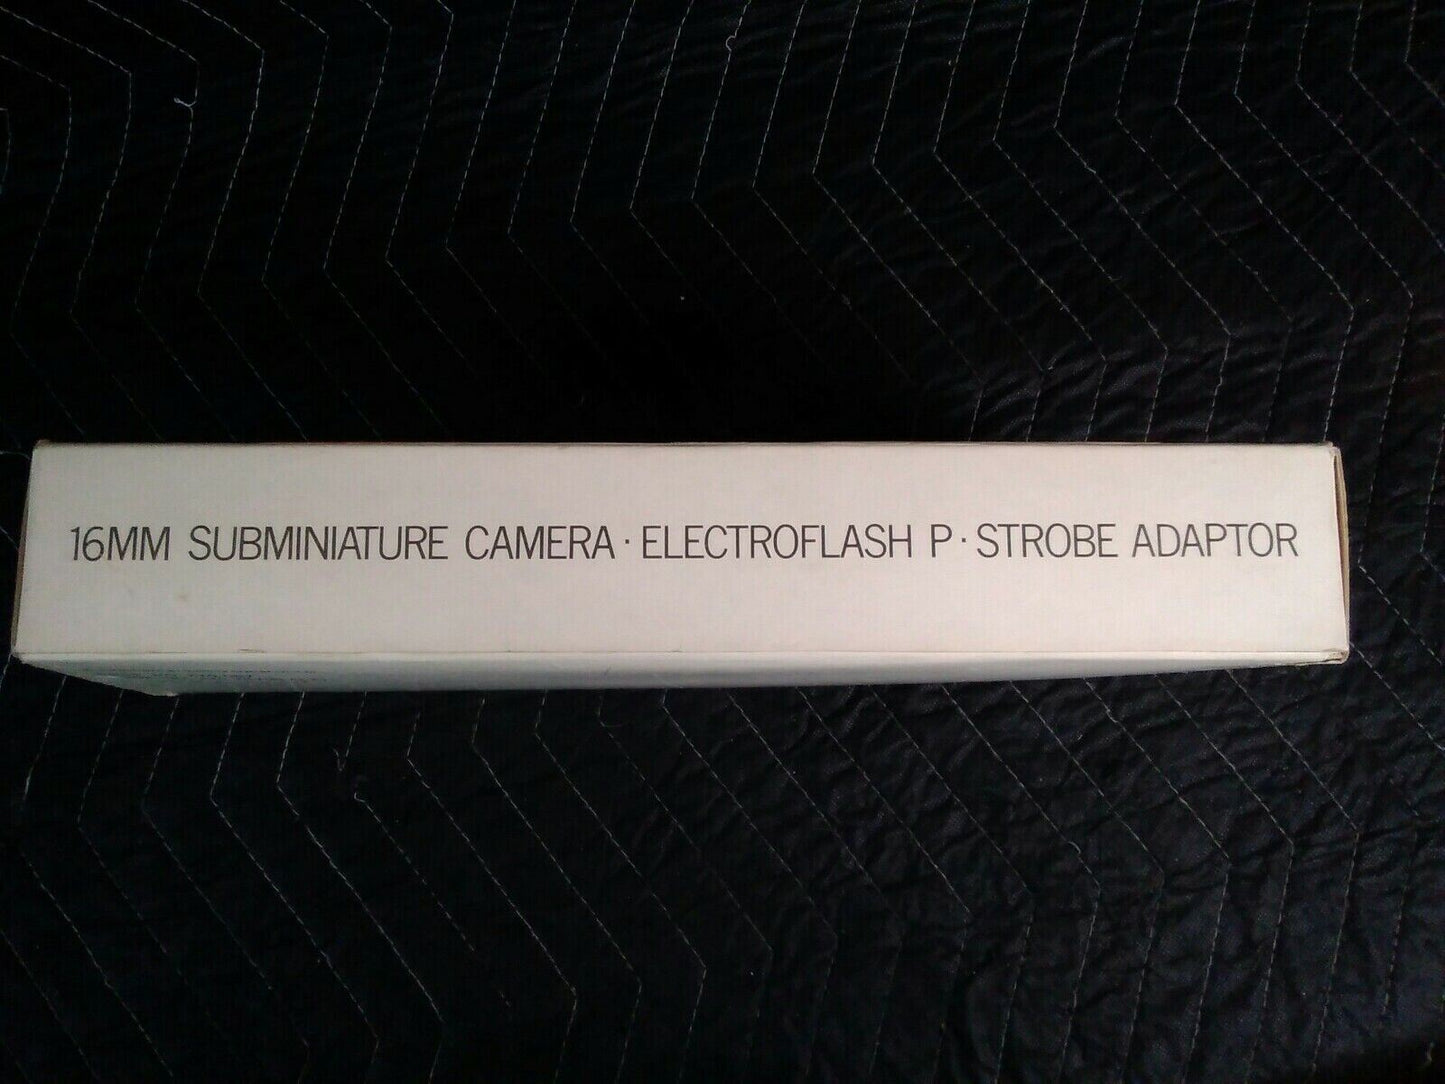 16MM SUBMINIATURE CAMERA · ELECTROFLASH P · STROBE ADAPTOR